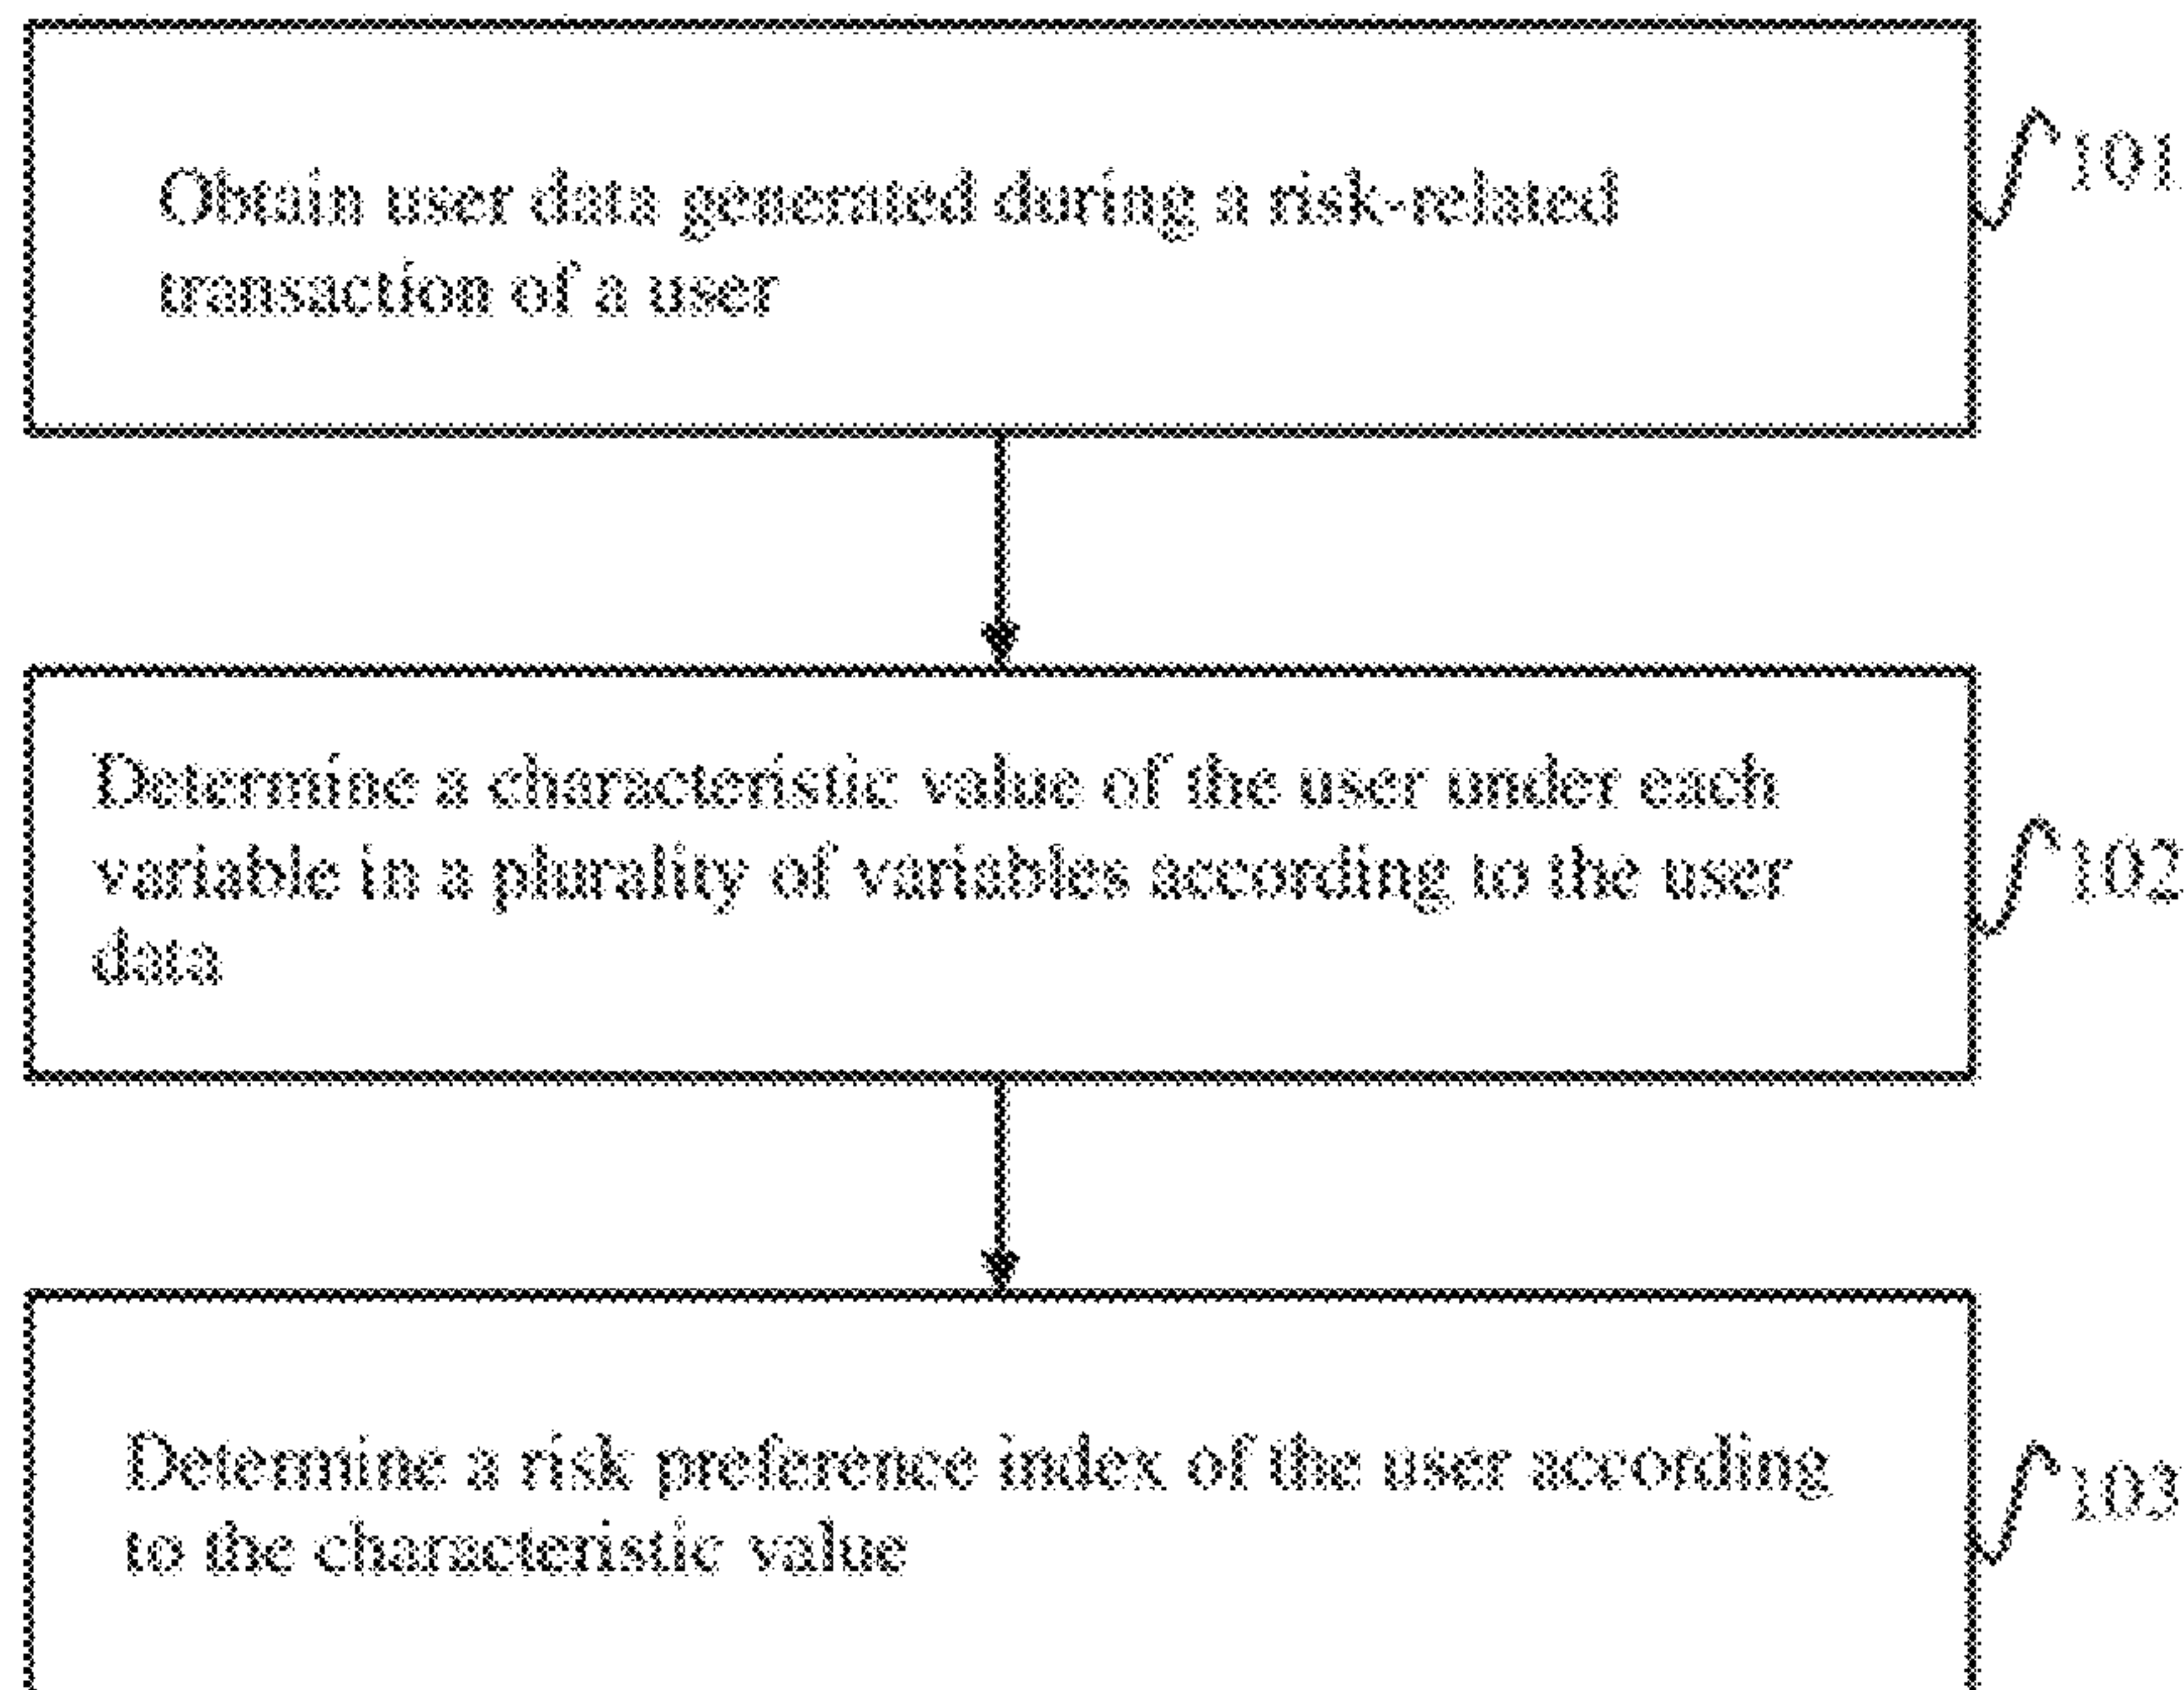 Obtain user data generated during a risk-related
transaction of a user
101
Determine a characteristic value of the user under each
variable in a plurality of variables according to the user
data
102
Determine a risk preference index of the user according
to the characteristic value
103